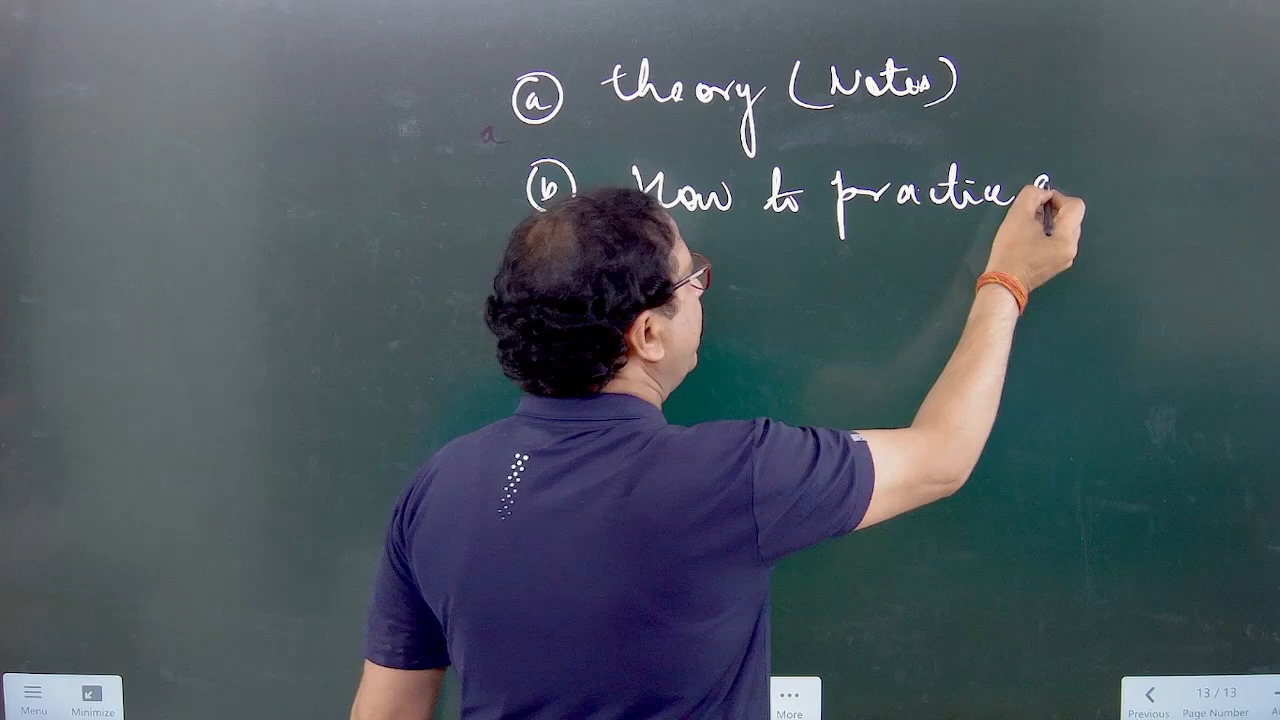 ⓐ theory (Notes)
a
ⓑ How to practice
Menu
Minimize
More
Previous
13 / 13
Page Number